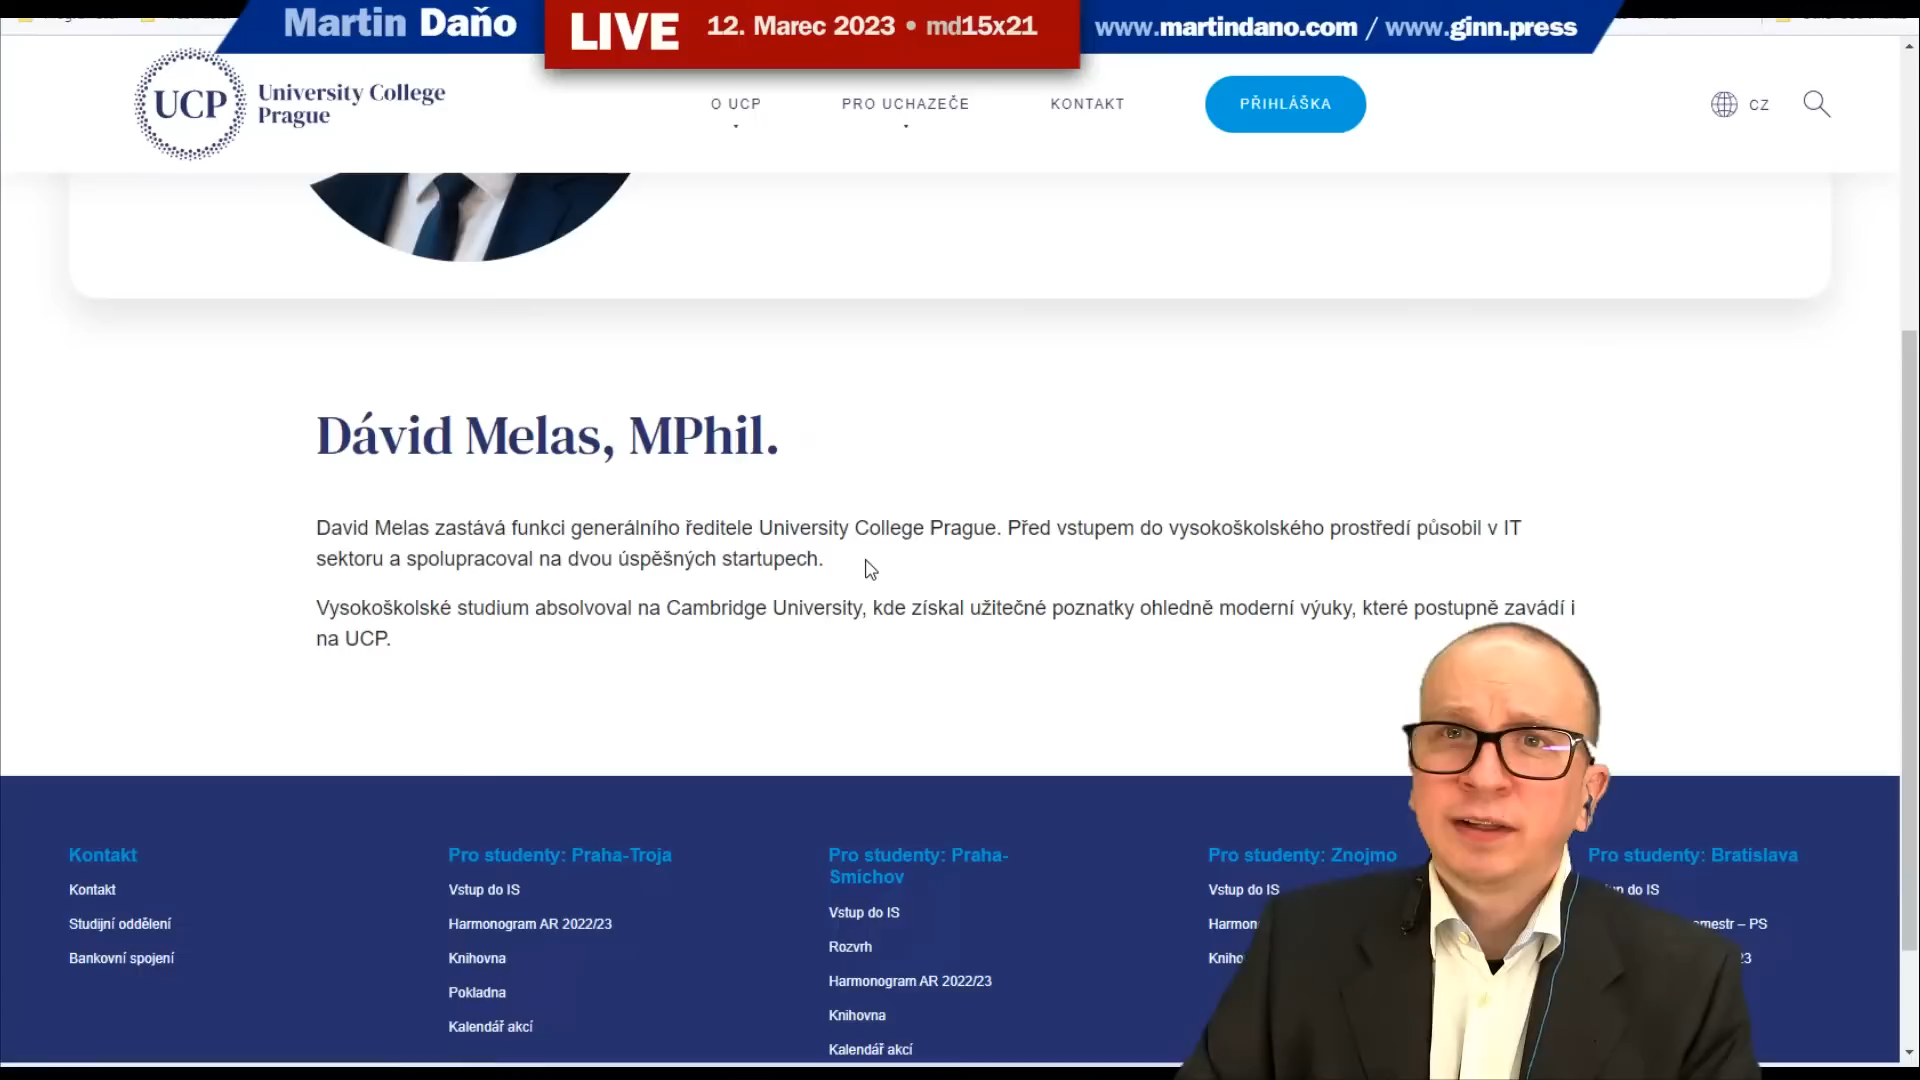 Martin Daňo
LIVE
12. Marec 2023 • md15x21
www.martindano.com / www.ginn.press
UCP
University College
Prague
O UCP
PRO UCHAZEČE
KONTAKT
PŘIHLÁŠKA
CZ
Dávid Melas, MPhil.
David Melas zastává funkci generálního ředitele University College Prague. Před vstupem do vysokoškolského prostředí působil v IT
sektoru a spolupracoval na dvou úspěšných startupech.
Vysokoškolské studium absolvoval na Cambridge University, kde získal užitečné poznatky ohledně moderní výuky, které postupně zavádí i
na UCP.
Kontakt
Kontakt
Studijní oddělení
Bankovní spojení
Pro studenty: Praha-Troja
Vstup do IS
Harmonogram AR 2022/23
Knihovna
Pokladna
Kalendář akcí
Pro studenty: Praha-
Smíchov
Vstup do IS
Rozvrh
Harmonogram AR 2022/23
Knihovna
Kalendář akcí
Pro studenty: Znojmo
Vstup do IS
Pro studenty: Bratislava
do IS
– PS